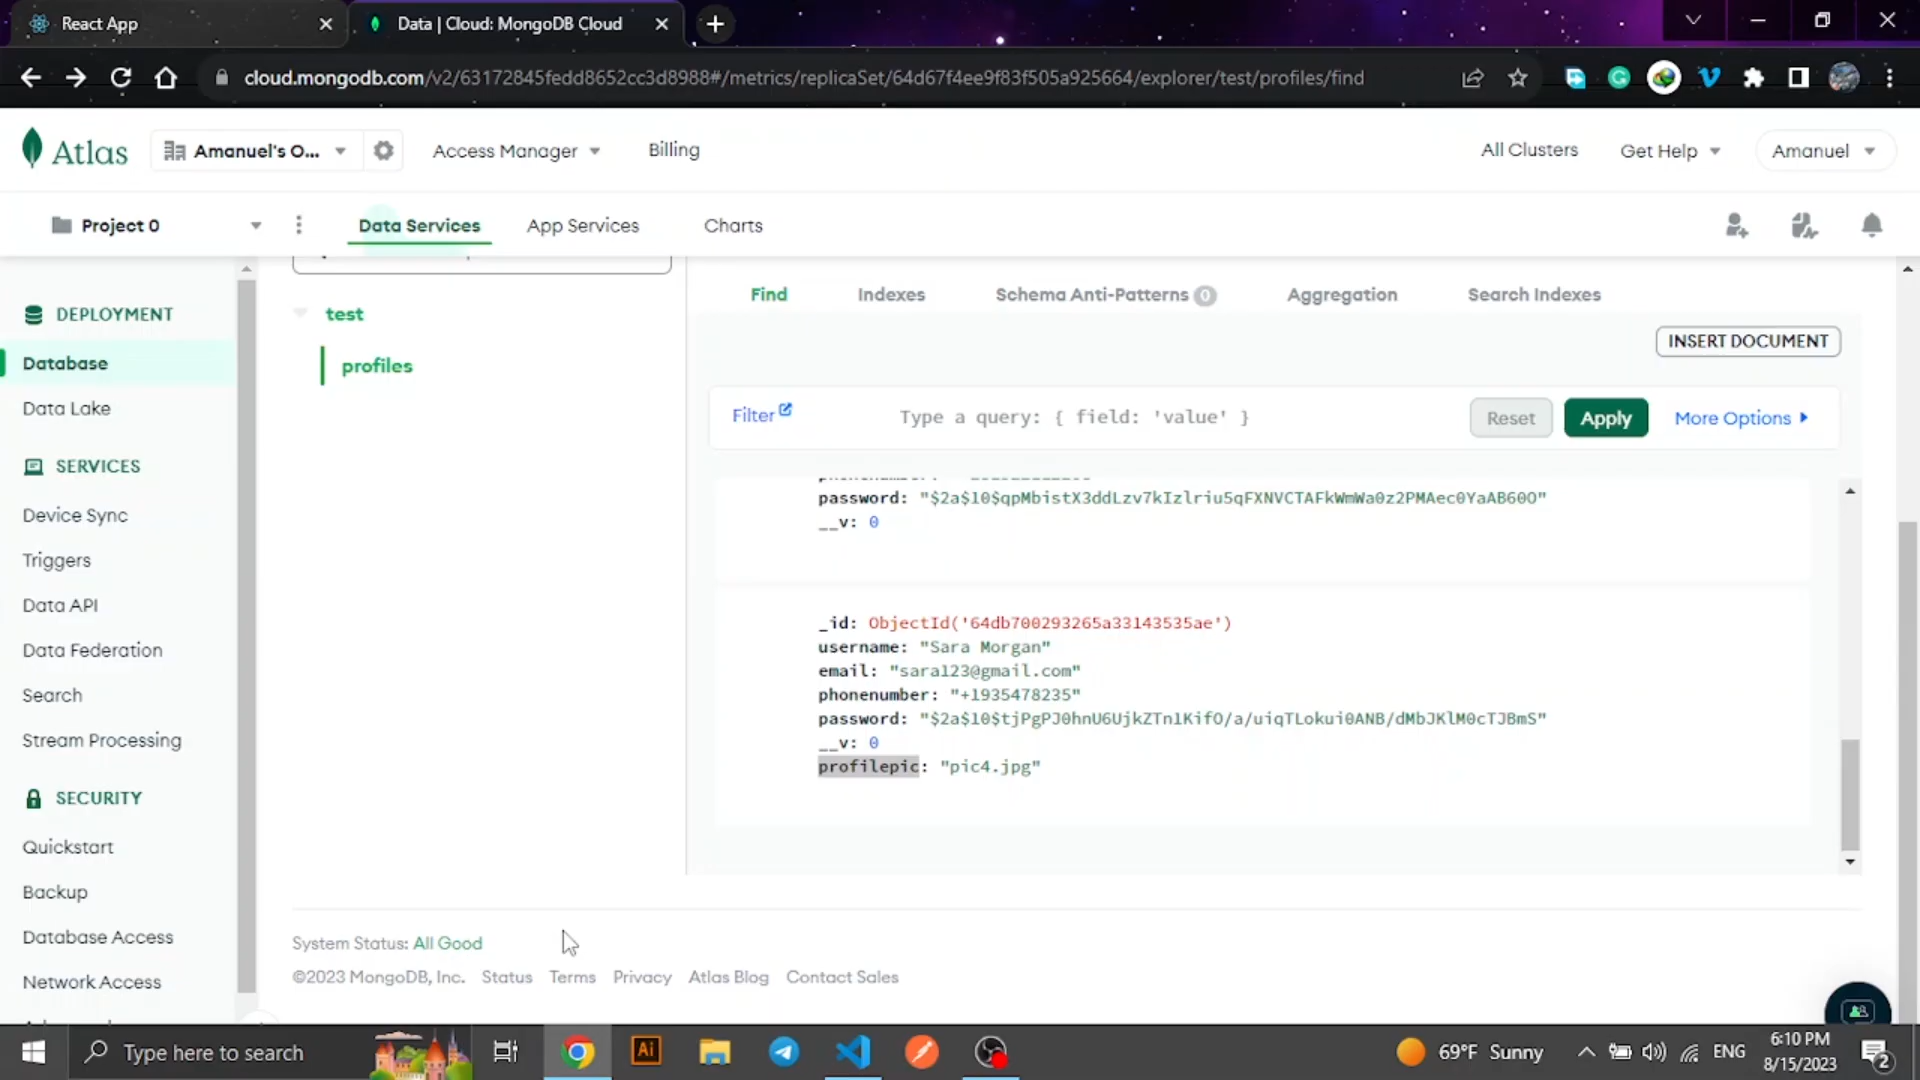 React App
Data | Cloud: MongoDB Cloud
cloud.mongodb.com/v2/63172845fedd8652cc3d8988#/metrics/replicaSet/64d67f4ee9f83f505a925664/explorer/test/profiles/find
Atlas
Amanuel's O...
Access Manager
Billing
All Clusters
Get Help
Amanuel
Project 0
Data Services
App Services
Charts
DEPLOYMENT
Database
Data Lake
SERVICES
Device Sync
Triggers
Data API
Data Federation
Search
Stream Processing
SECURITY
Quickstart
Backup
Database Access
Network Access
test
profiles
Find
Indexes
Schema Anti-Patterns 0
Aggregation
Search Indexes
INSERT DOCUMENT
Filter
Type a query: { field: 'value' }
Reset
Apply
More Options
password: "$2a$10$qpMbistX3ddLzv7kIzlriu5qFXNVCTAFkWmWa0z2PMAec0YaAB60O"
__v: 0
_id: ObjectId('64db700293265a33143535ae')
username: "Sara Morgan"
email: "sara123@gmail.com"
phonenumber: "+1935478235"
password: "$2a$10$tjPgPJ0hnU6UjkZTn1KifO/a/uiqTLokui0ANB/dMbJKlM0cTJBmS"
__v: 0
profilepic: "pic4.jpg"
System Status: All Good
©2023 MongoDB, Inc. Status Terms Privacy Atlas Blog Contact Sales
Type here to search
Ai
69°F Sunny
ENG
6:10 PM
8/15/2023
2